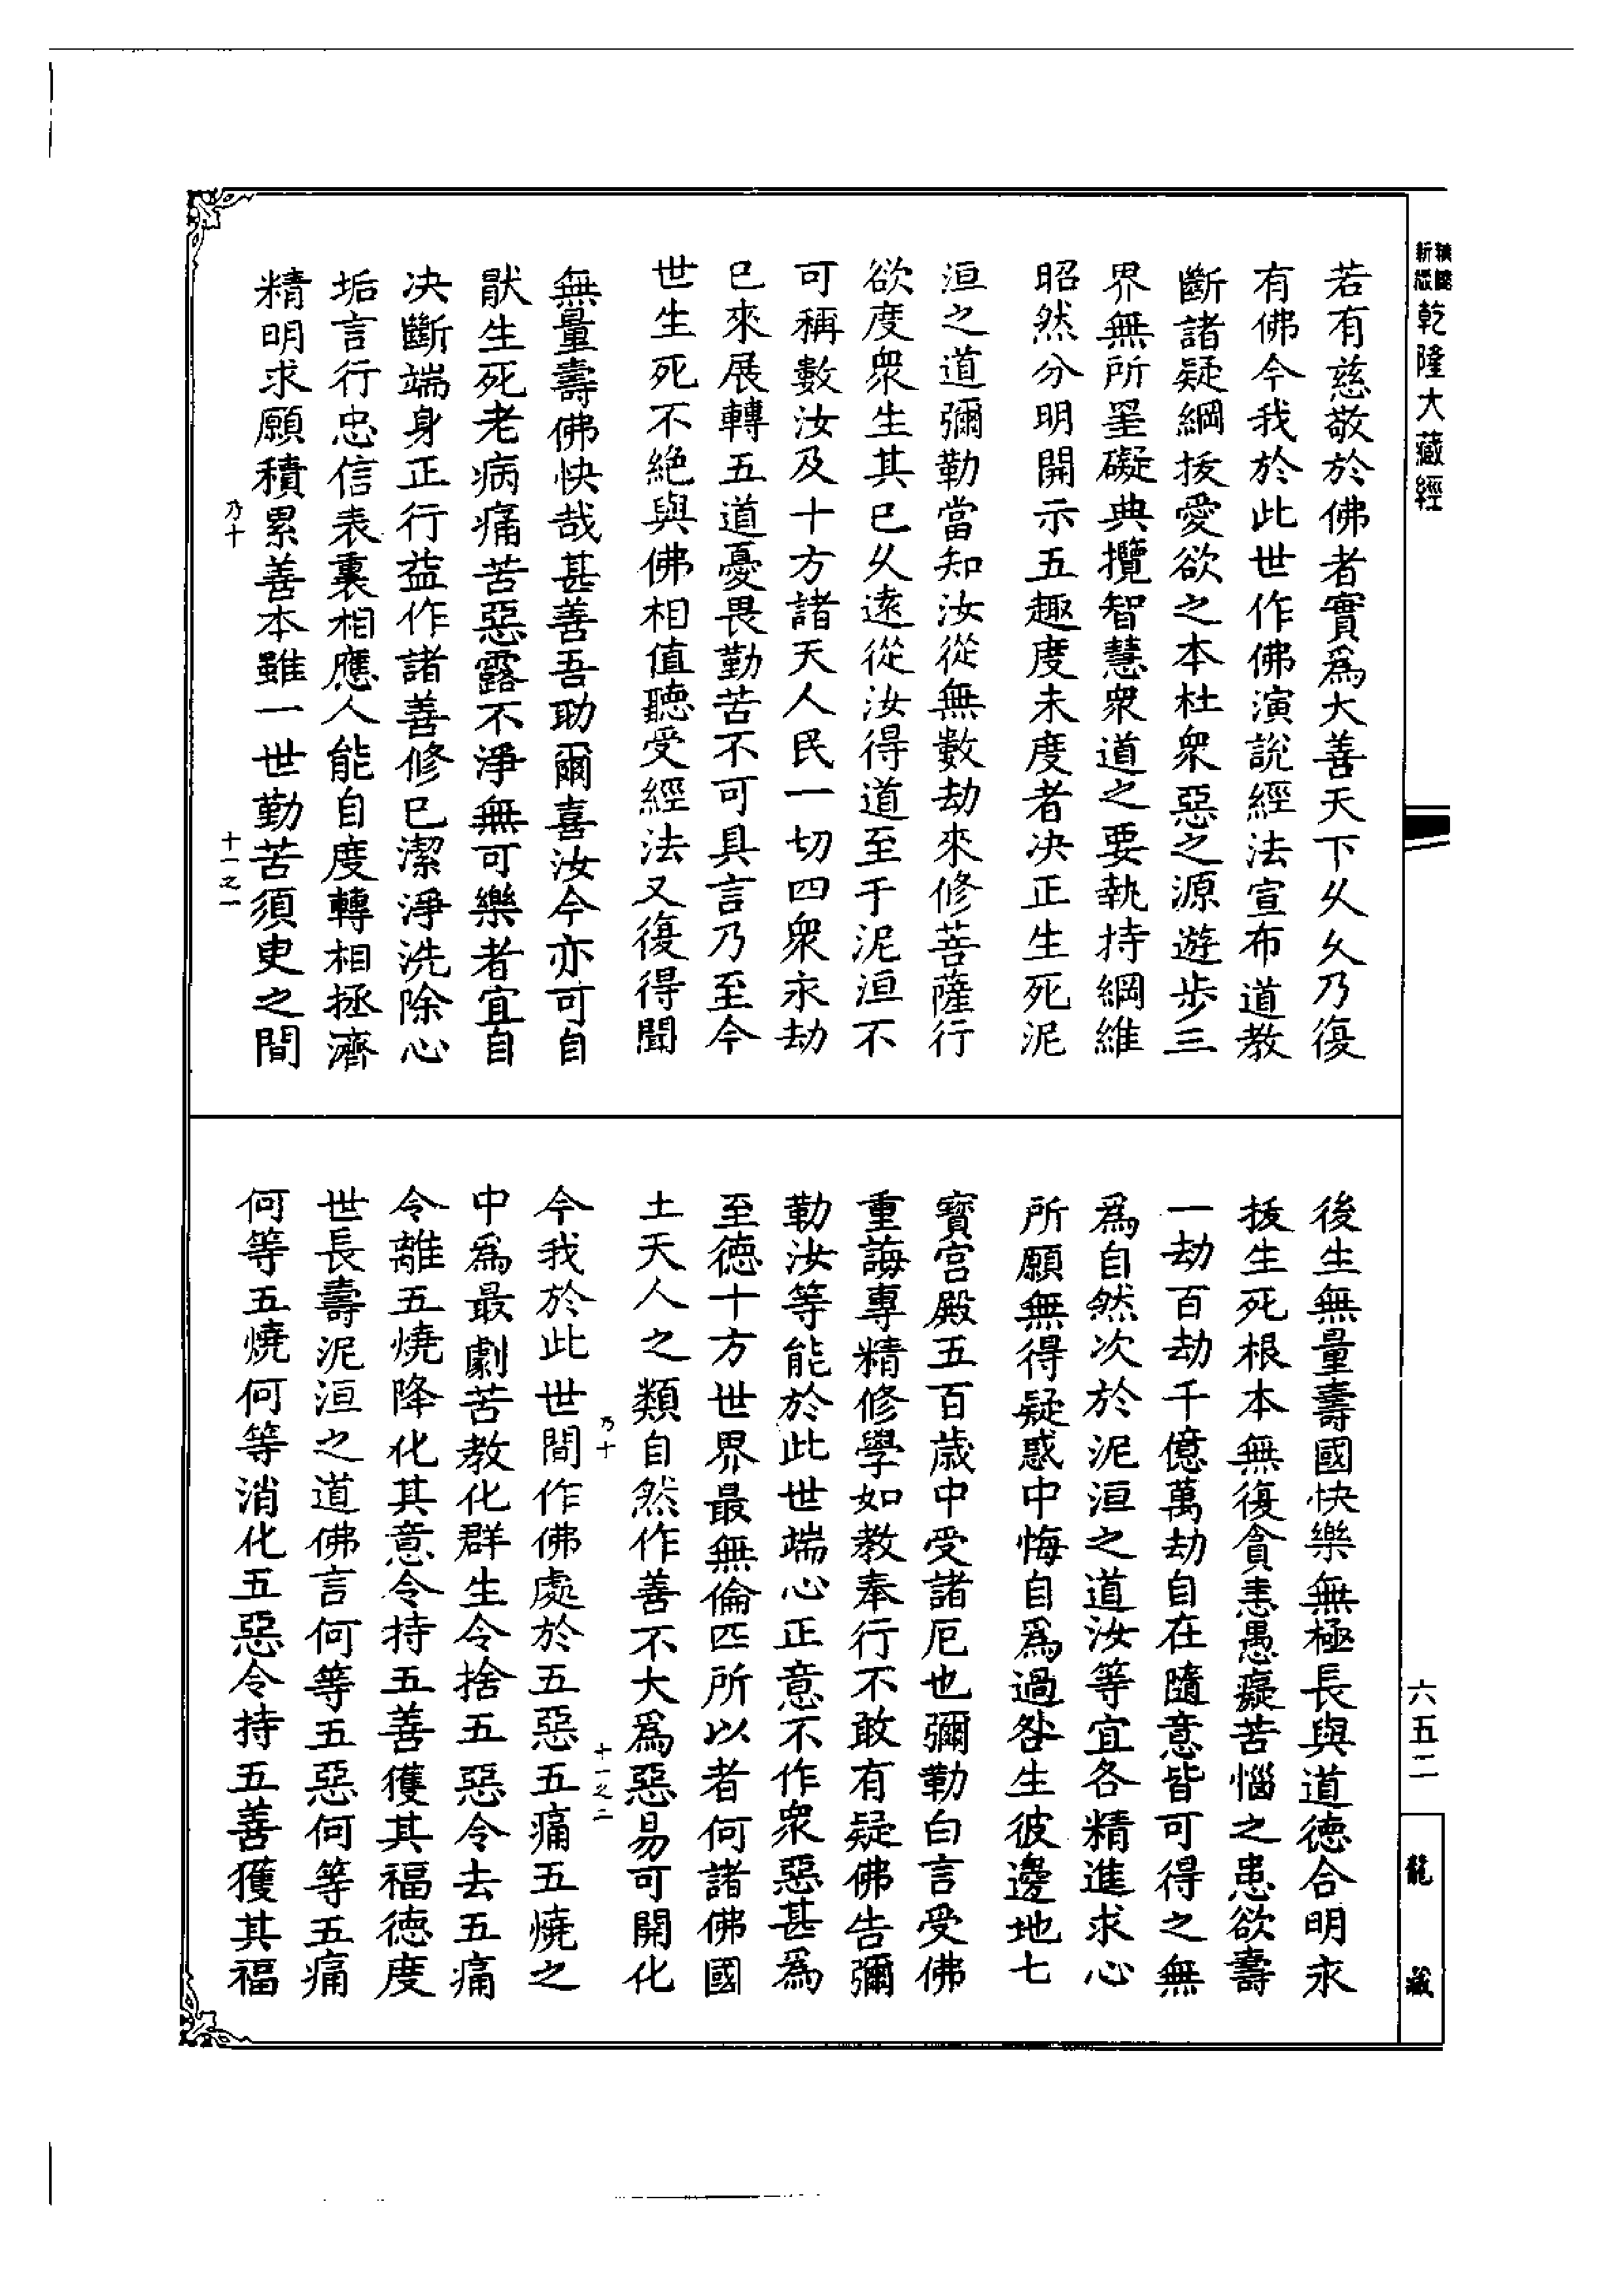 乾隆大藏經
若有慈敬於佛者實爲大善天下乆乆乃復
有佛今我於此世作佛演說經法宣布道教
斷諸疑網拔愛欲之本杜衆惡之源遊步三
界無所罣礙典攬智慧衆道之要執持綱維
昭然分明開示五趣度未度者决正生死泥
洹之道彌勒當知汝從無數劫來修菩薩行
欲度衆生其已乆遠從汝得道至于泥洹不
可稱數汝及十方諸天人民一切四衆永劫
已來展轉五道憂畏勤苦不可具言乃至今
世生死不絶與佛相值聽受經法又復得聞
無量壽佛快哉甚善吾助爾喜汝今亦可自
猒生死老病痛苦惡露不淨無可樂者宜自
决斷端身正行益作諸善修已潔淨洗除心
垢言行忠信表裏相應人能自度轉相拯濟
精明求願積累善本雖一世勤苦須臾之間
乃十
十一之一
後生無量壽國快樂無極長與道德合明永
拔生死根本無復貪恚愚癡苦惱之患欲壽
一劫百劫千億萬劫自在隨意皆可得之無
爲自然次於泥洹之道汝等宜各精進求心
所願無得疑惑中悔自爲過咎生彼邊地七
寶宮殿五百歲中受諸厄也彌勒白言受佛
重誨專精修學如教奉行不敢有疑佛告彌
勒汝等能於此世端心正意不作衆惡甚爲
至德十方世界最無倫匹所以者何諸佛國
土天人之類自然作善不大爲惡易可開化
乃十
十一之二
今我於此世間作佛處於五惡五痛五燒之
中爲最劇苦教化群生令捨五惡令去五痛
令離五燒降化其意令持五善獲其福德度
世長壽泥洹之道佛言何等五惡何等五痛
何等五燒何等消化五惡令持五善獲其福
六五二
龍藏